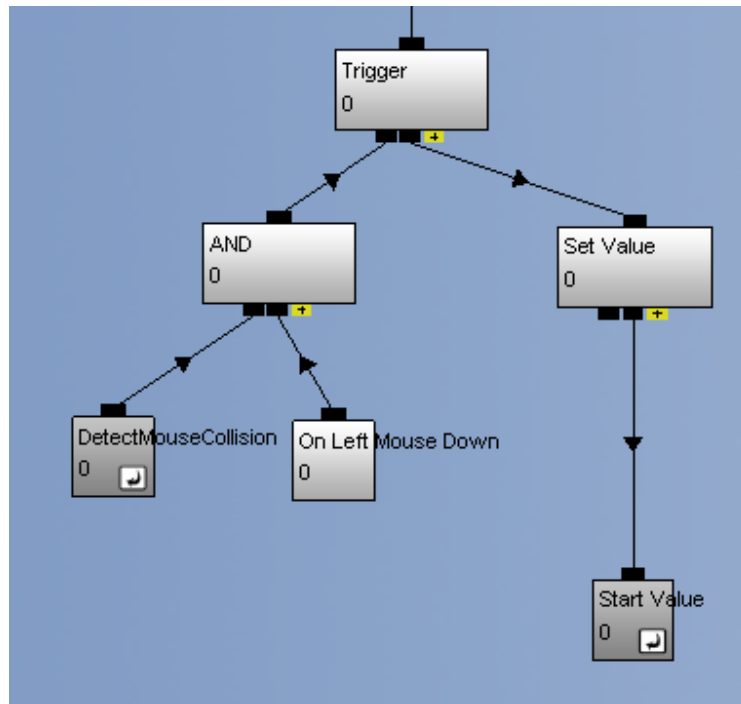 Trigger
0
+
AND
0
+
Set Value
0
+
DetectMouseCollision
0
On Left Mouse Down
0
Start Value
0